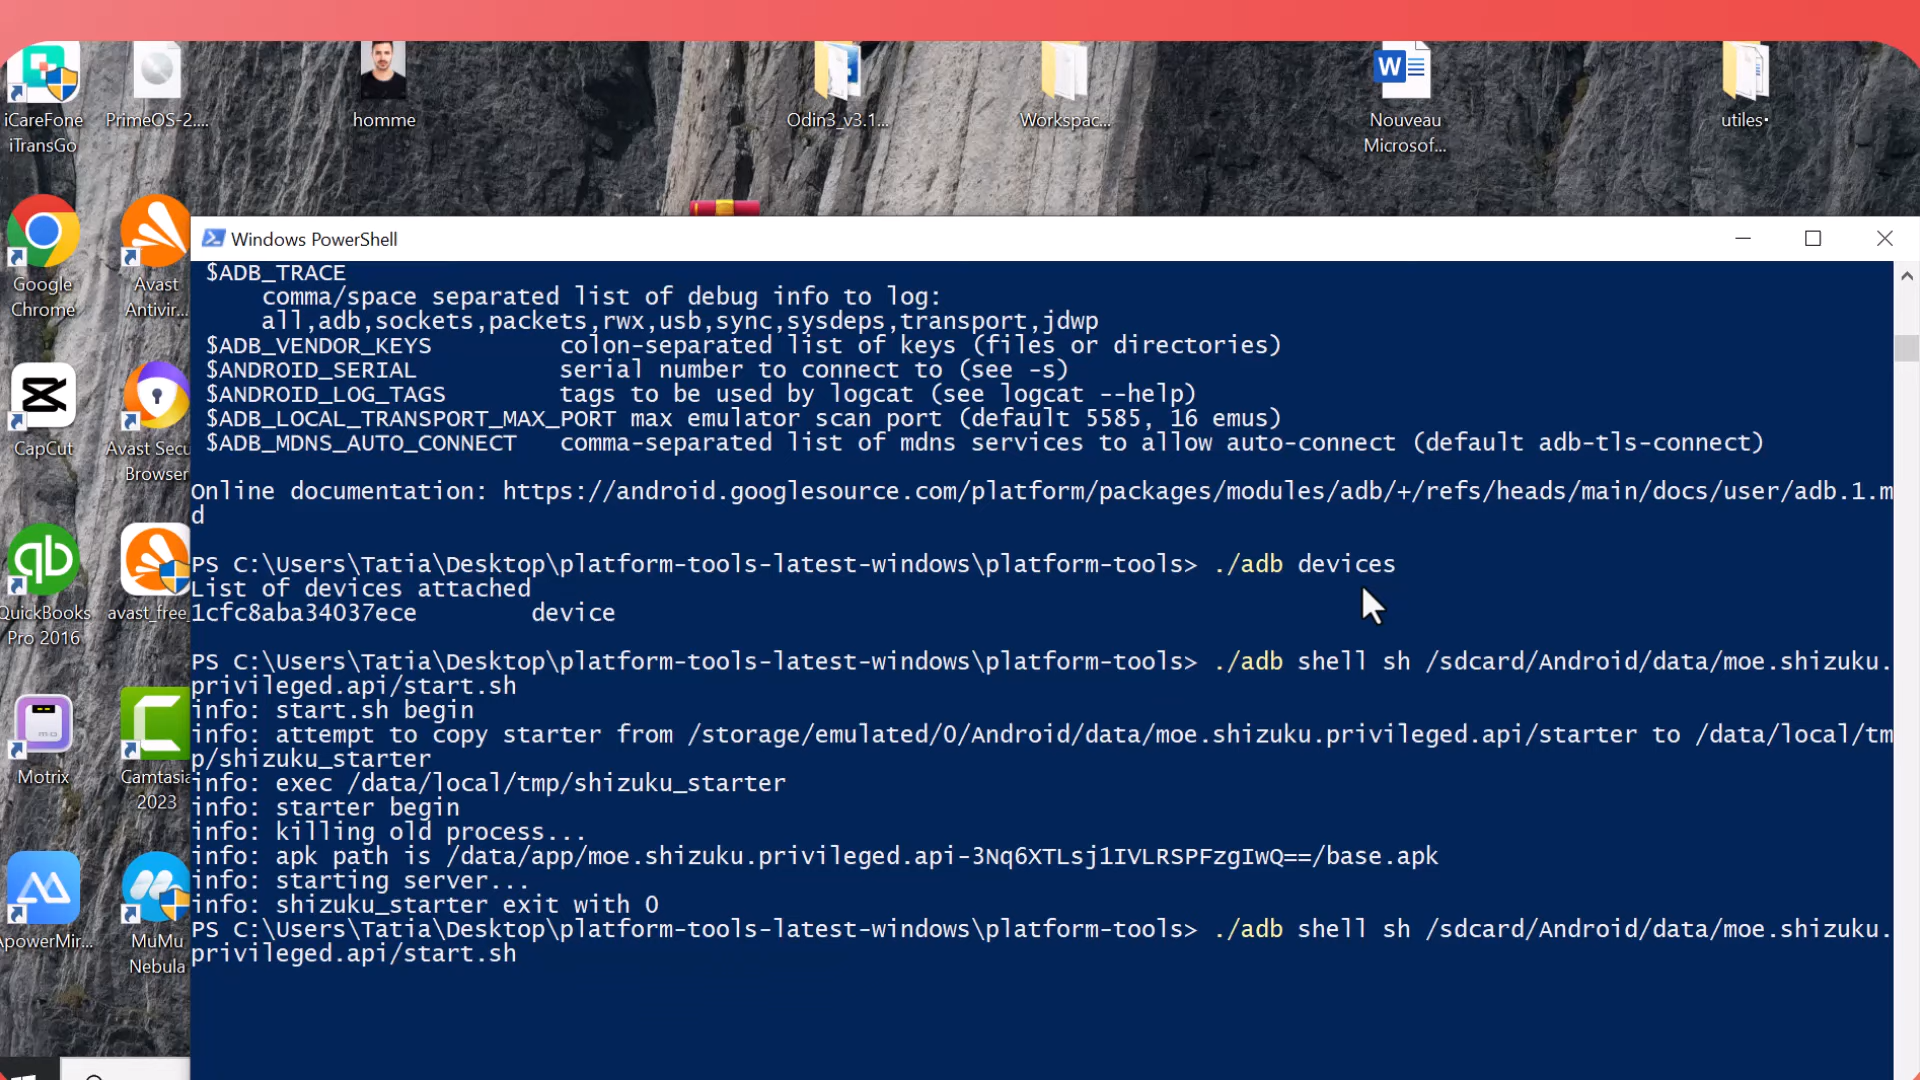 iCareFone
iTransGo
PrimeOS-2....
homme
Odin3_v3.1...
Workspac...
W
Nouveau
Microsof...
utiles•
Google
Chrome
Avast
Antivir...
CapCut
Avast Secu
Browser
qb
QuickBooks
Pro 2016
avast_free_
Motrix
Camtasia
2023
ApowerMir...
MuMu
Nebula
Windows PowerShell
$ADB_TRACE
comma/space separated list of debug info to log:
all,adb,sockets,packets,rwx,usb,sync,sysdeps,transport,jdwp
$ADB_VENDOR_KEYS colon-separated list of keys (files or directories)
$ANDROID_SERIAL serial number to connect to (see -s)
$ANDROID_LOG_TAGS tags to be used by logcat (see logcat --help)
$ADB_LOCAL_TRANSPORT_MAX_PORT max emulator scan port (default 5585, 16 emus)
$ADB_MDNS_AUTO_CONNECT comma-separated list of mdns services to allow auto-connect (default adb-tls-connect)
Online documentation: https://android.googlesource.com/platform/packages/modules/adb/+/refs/heads/main/docs/user/adb.1.m
d
PS C:\Users\Tatia\Desktop\platform-tools-latest-windows\platform-tools> ./adb devices
List of devices attached
1cfc8aba34037ece device
PS C:\Users\Tatia\Desktop\platform-tools-latest-windows\platform-tools> ./adb shell sh /sdcard/Android/data/moe.shizuku.
privileged.api/start.sh
info: start.sh begin
info: attempt to copy starter from /storage/emulated/0/Android/data/moe.shizuku.privileged.api/starter to /data/local/tm
p/shizuku_starter
info: exec /data/local/tmp/shizuku_starter
info: starter begin
info: killing old process...
info: apk path is /data/app/moe.shizuku.privileged.api-3Nq6XTLsj1IVLRSPFzgIwQ==/base.apk
info: starting server...
info: shizuku_starter exit with 0
PS C:\Users\Tatia\Desktop\platform-tools-latest-windows\platform-tools> ./adb shell sh /sdcard/Android/data/moe.shizuku.
privileged.api/start.sh